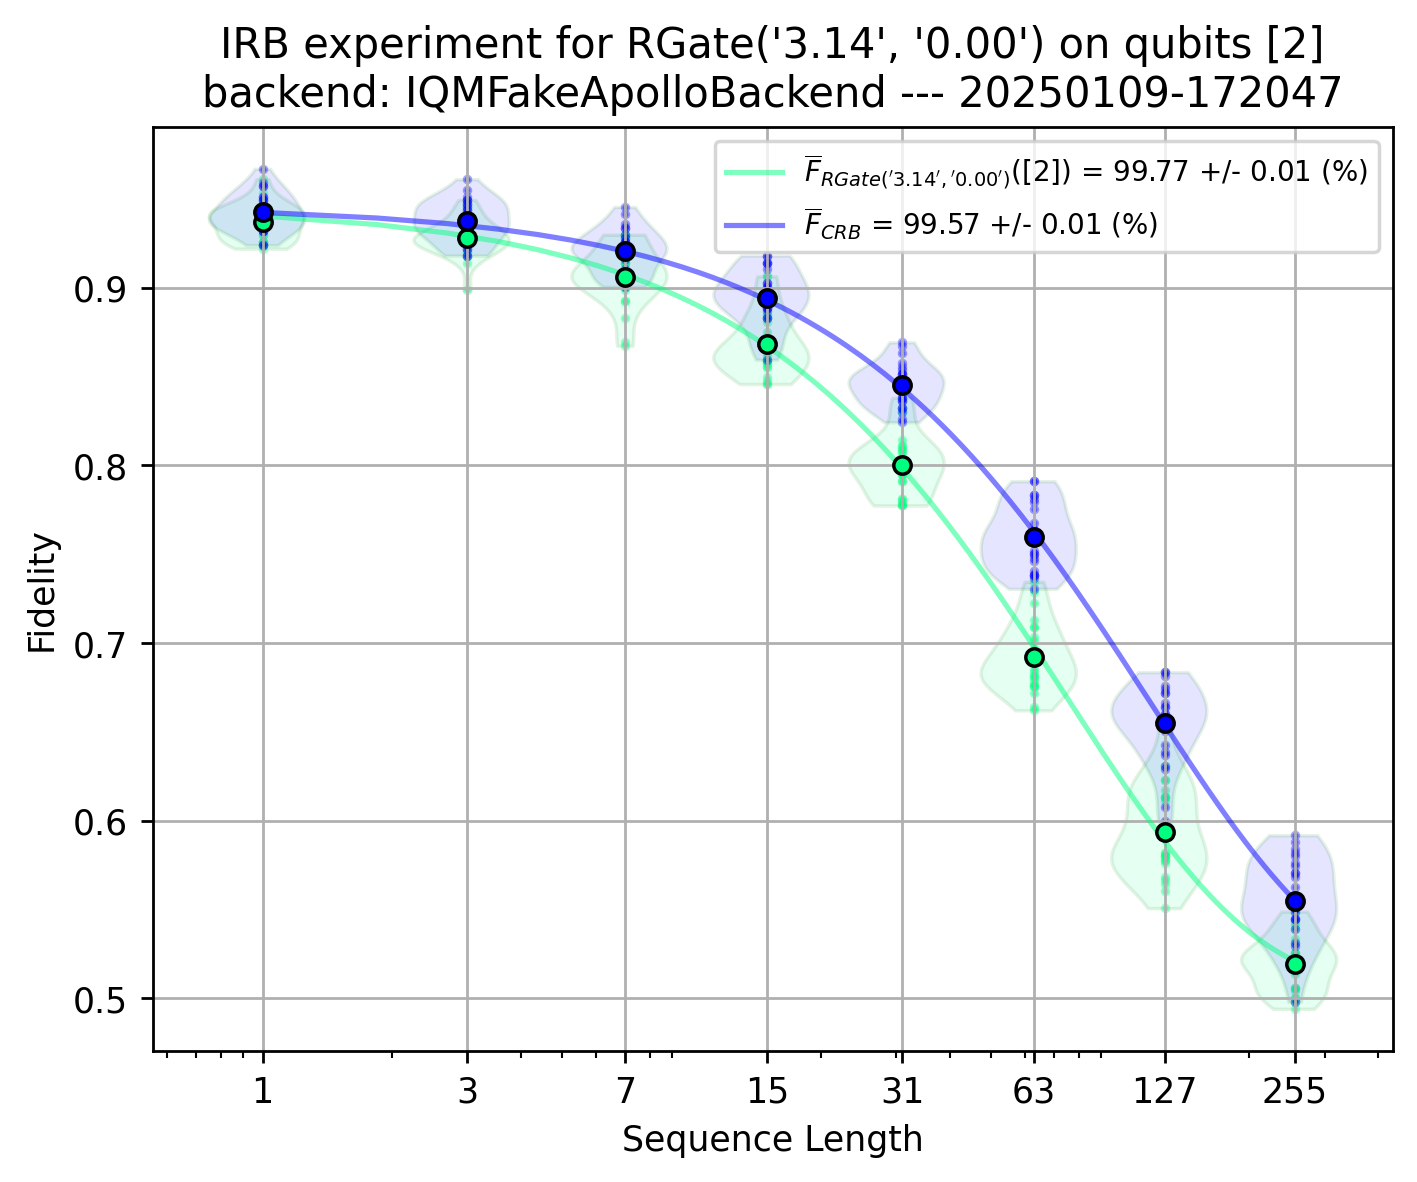 IRB experiment for RGate('3.14', '0.00') on qubits [2]
backend: IQMFakeApolloBackend --- 20250109-172047
F̅_RGate('3.14','0.00')([2]) = 99.77 +/- 0.01 (%)
F̅_CRB = 99.57 +/- 0.01 (%)
Fidelity
0.9
0.8
0.7
0.6
0.5
1 3 7 15 31 63 127 255
Sequence Length